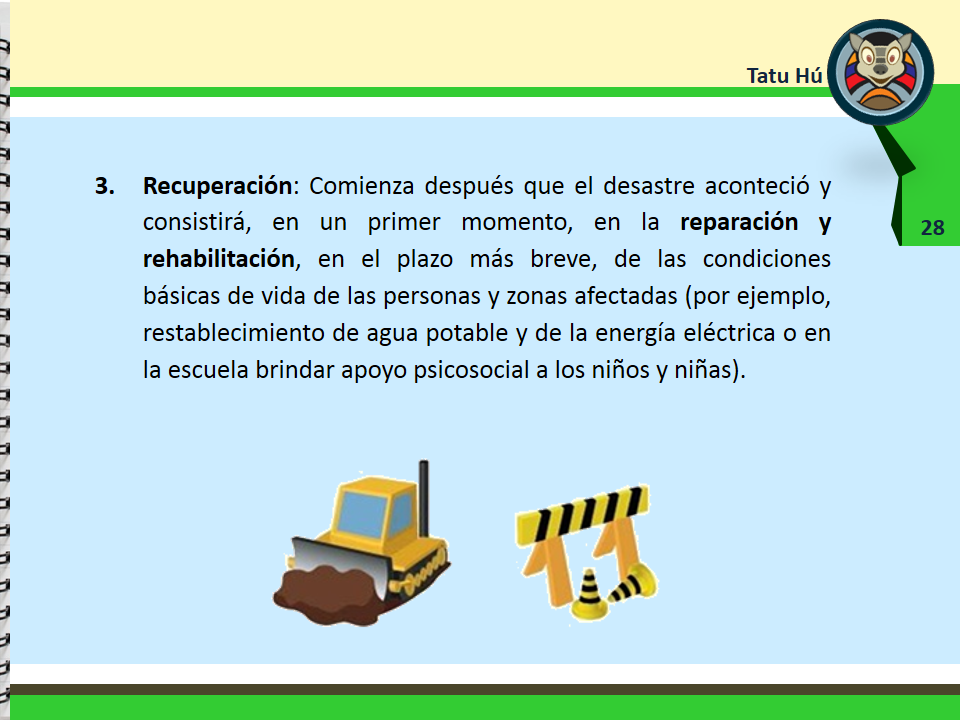 Tatu Hú
28
3. Recuperación: Comienza después que el desastre aconteció y
consistirá, en un primer momento, en la reparación y
rehabilitación, en el plazo más breve, de las condiciones
básicas de vida de las personas y zonas afectadas (por ejemplo,
restablecimiento de agua potable y de la energía eléctrica o en
la escuela brindar apoyo psicosocial a los niños y niñas).